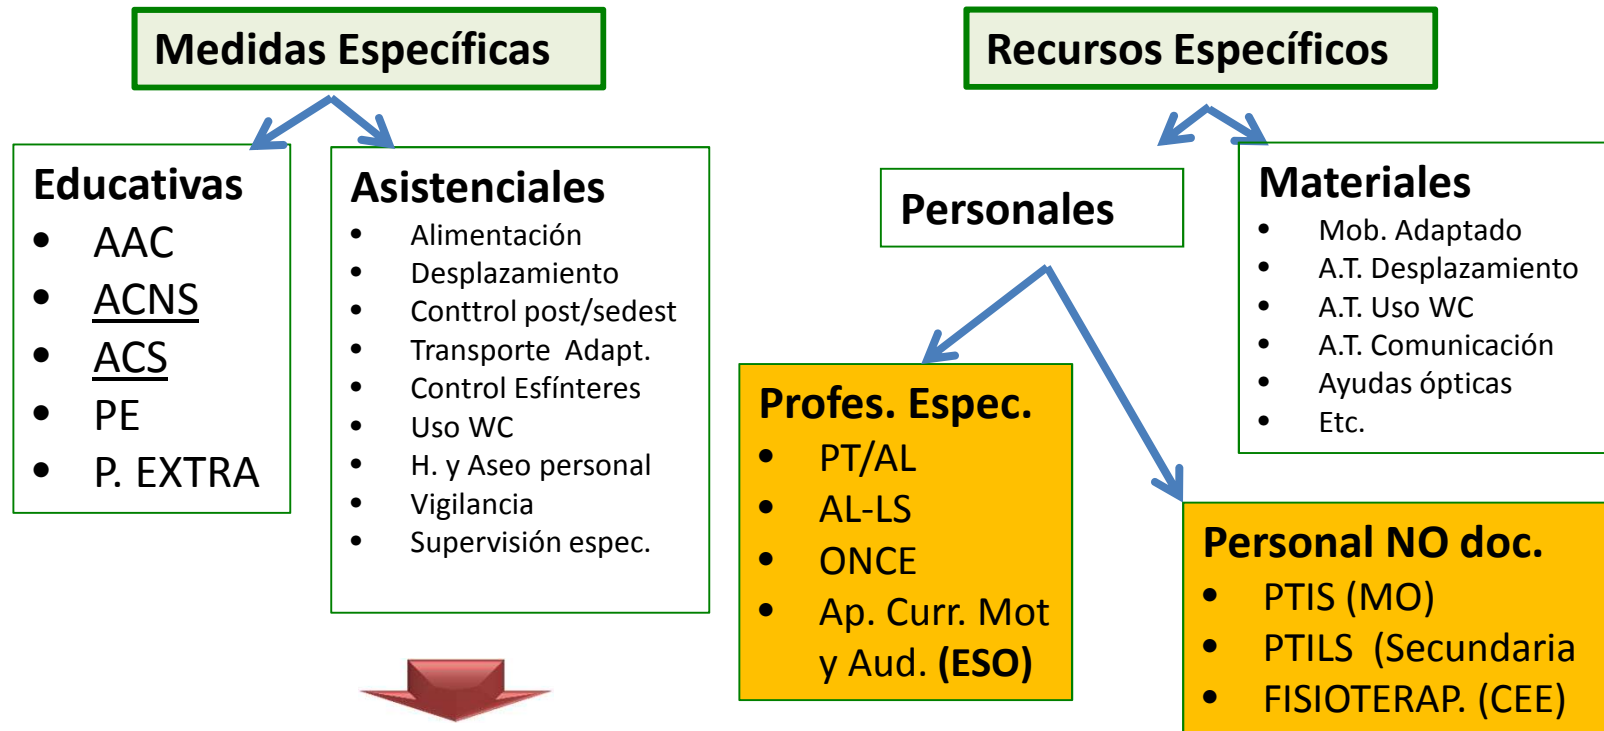 Medidas Específicas
Educativas
• AAC
• ACNS
• ACS
• PE
• P. EXTRA
Asistenciales
• Alimentación
• Desplazamiento
• Conttrol post/sedest
• Transporte Adapt.
• Control Esfínteres
• Uso WC
• H. y Aseo personal
• Vigilancia
• Supervisión espec.
Recursos Específicos
Personales
Materiales
• Mob. Adaptado
• A.T. Desplazamiento
• A.T. Uso WC
• A.T. Comunicación
• Ayudas ópticas
• Etc.
Profes. Espec.
• PT/AL
• AL-LS
• ONCE
• Ap. Curr. Mot
y Aud. (ESO)
Personal NO doc.
• PTIS (MO)
• PTILS (Secundaria
• FISIOTERAP. (CEE)